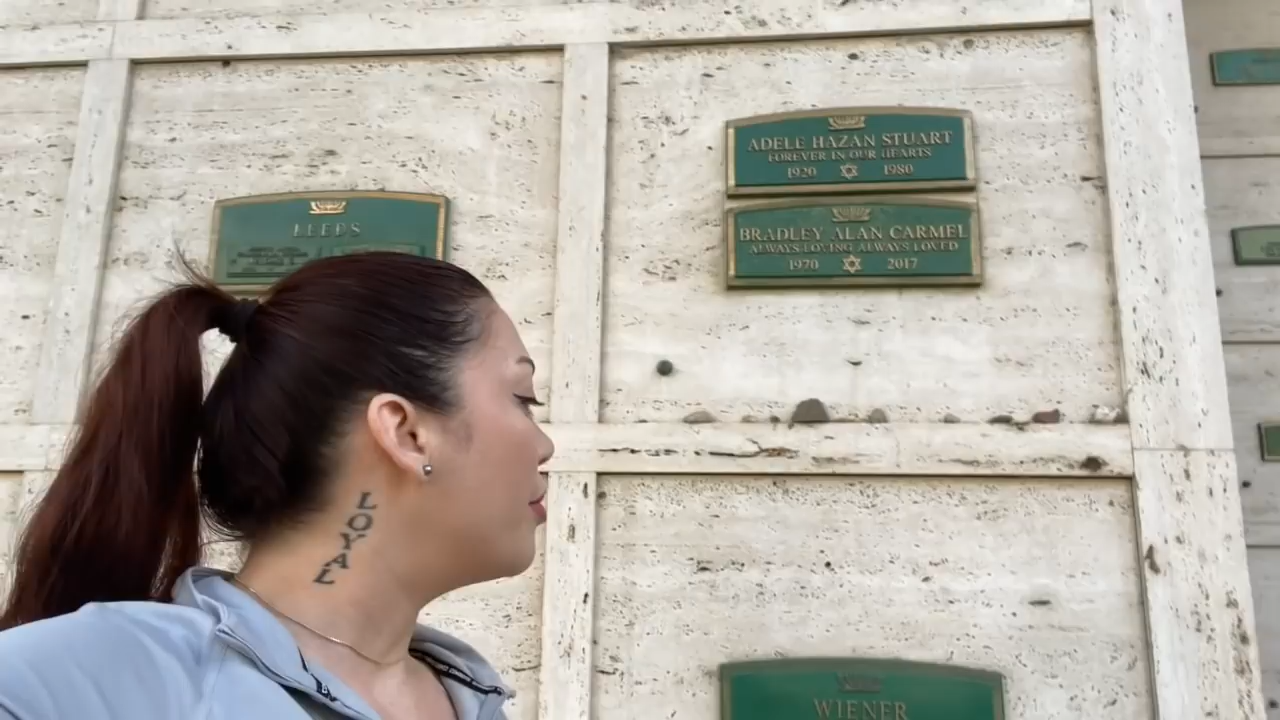 ADELE HAZAN STUART
FOREVER IN OUR HEARTS
1920 1980
BRADLEY ALAN CARMEL
ALWAYS LOVING ALWAYS LOVED
1970 2017
LOYAL
WIENER